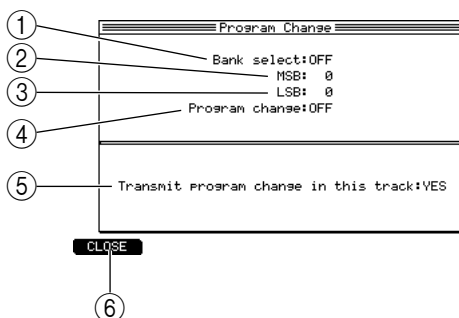 Program Change
① Bank select:OFF
② MSB: 0
③ LSB: 0
④ Program change:OFF
⑤ Transmit program change in this track:YES
CLOSE
⑥